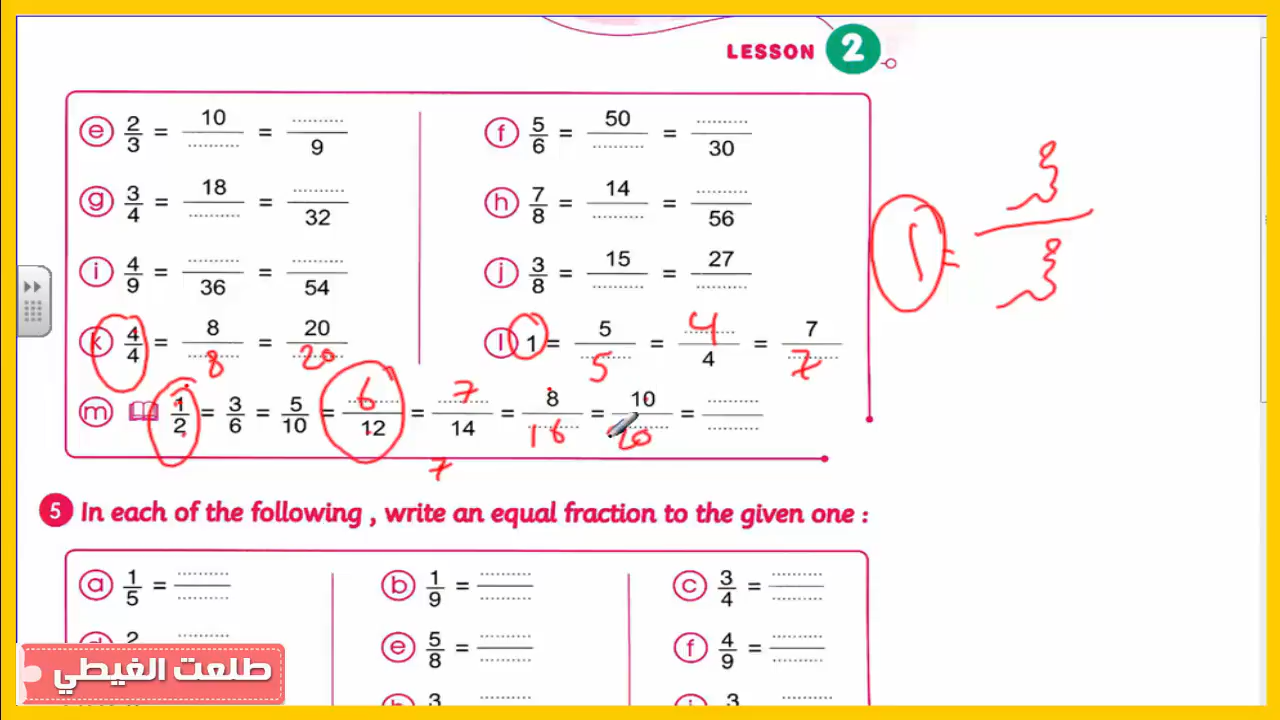 LESSON 2
e 2/3 = 10/......... = ........./9
f 5/6 = 50/......... = ........./30
g 3/4 = 18/......... = ........./32
h 7/8 = 14/......... = ........./56
i 4/9 = ........./36 = ........./54
j 3/8 = 15/......... = 27/.........
k 4/4 = 8/8 = 20/20
l 1 = 5/5 = 4/4 = 7/7
m 1/2 = 3/6 = 5/10 = 6/12 = 7/14 = 8/16 = 10/20 = ........./.........
7
1 =
5 In each of the following , write an equal fraction to the given one :
a 1/5 = ........./.........
b 1/9 = ........./.........
c 3/4 = ........./.........
d 2
e 5/8 = ........./.........
f 4/9 = ........./.........
h 3
i 3
طلعت الغيطي